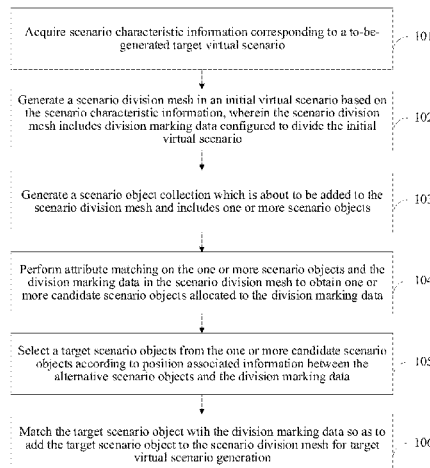 Acquire scenario characteristic information corresponding to a to-be-
generated target virtual scenario
101
Generate a scenario division mesh in an initial virtual scenario based on
the scenario characteristic information, wherein the scenario division
mesh includes division marking data configured to divide the initial
virtual scenario
102
Generate a scenario object collection which is about to be added to the
scenario division mesh and includes one or more scenario objects
103
Perform attribute matching on the one or more scenario objects and the
division marking data in the scenario division mesh to obtain one or
more candidate scenario objects allocated to the division marking data
104
Select a target scenario objects from the one or more candidate scenario
objects according to position associated information between the
alternative scenario objects and the division marking data
105
Match the target scenario object wtih the division marking data so as to
add the target scenario object to the scenario division mesh for target
virtual scenario generation
106